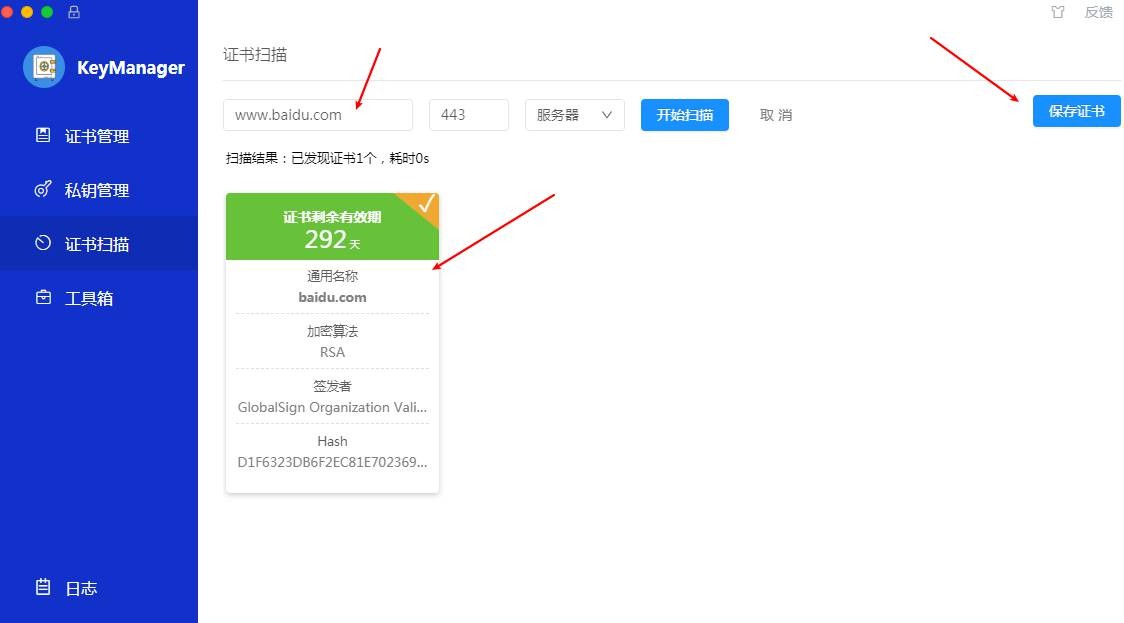 反馈
KeyManager
证书管理
私钥管理
证书扫描
工具箱
日志
证书扫描
www.baidu.com 443 服务器 开始扫描 取 消 保存证书
扫描结果：已发现证书1个，耗时0s
证书剩余有效期
292 天
通用名称
baidu.com
加密算法
RSA
签发者
GlobalSign Organization Vali...
Hash
D1F6323DB6F2EC81E702369...